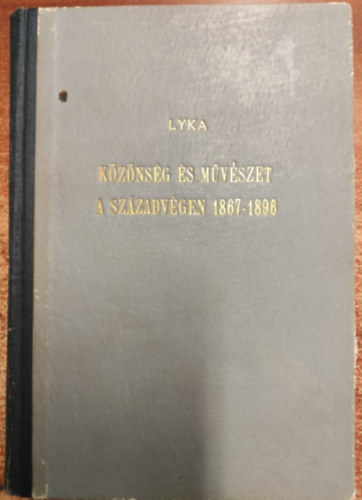 LYKA
KÖZÖNSÉG ÉS MŰVÉSZET
A SZÁZADVÉGEN 1867-1896